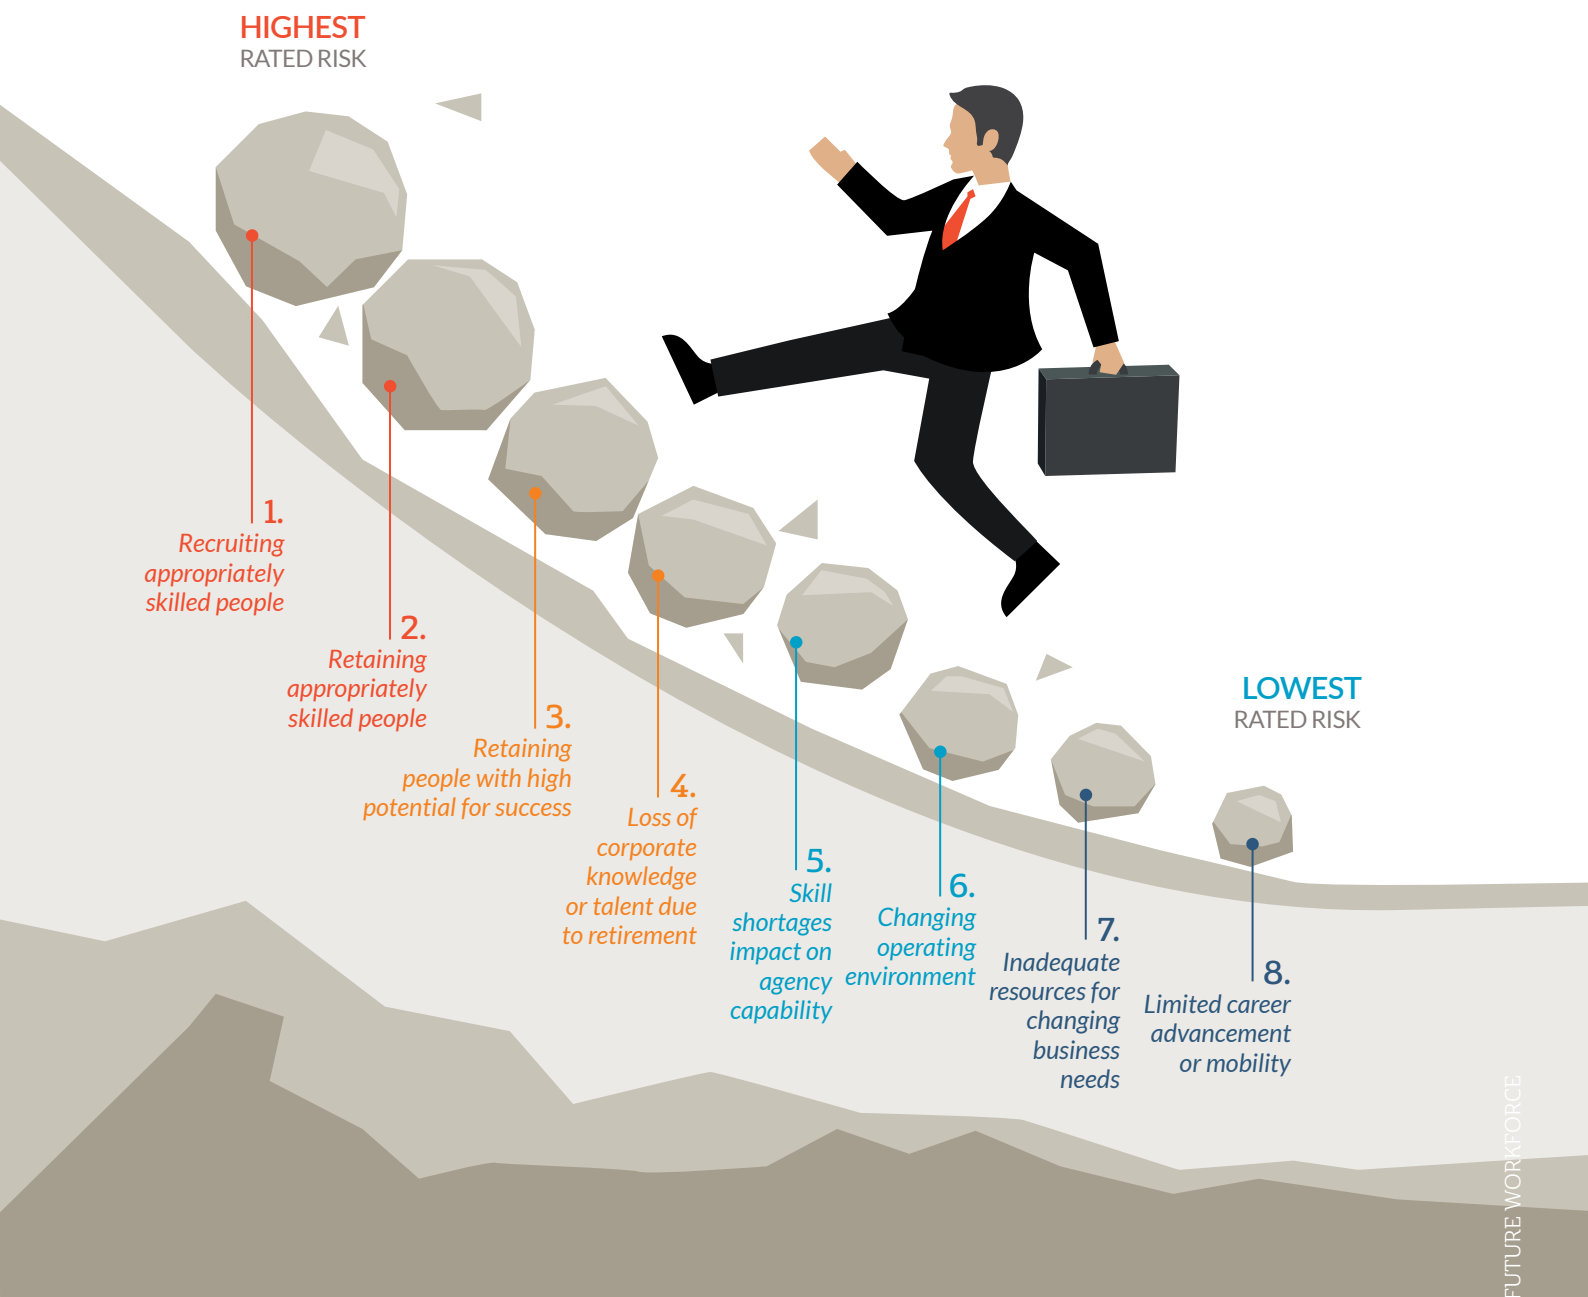 HIGHEST
RATED RISK
1.
Recruiting
appropriately
skilled people
2.
Retaining
appropriately
skilled people
3.
Retaining
people with high
potential for success
4.
Loss of
corporate
knowledge
or talent due
to retirement
5.
Skill
shortages
impact on
agency
capability
6.
Changing
operating
environment
7.
Inadequate
resources for
changing
business
needs
8.
Limited career
advancement
or mobility
LOWEST
RATED RISK
FUTURE WORKFORCE